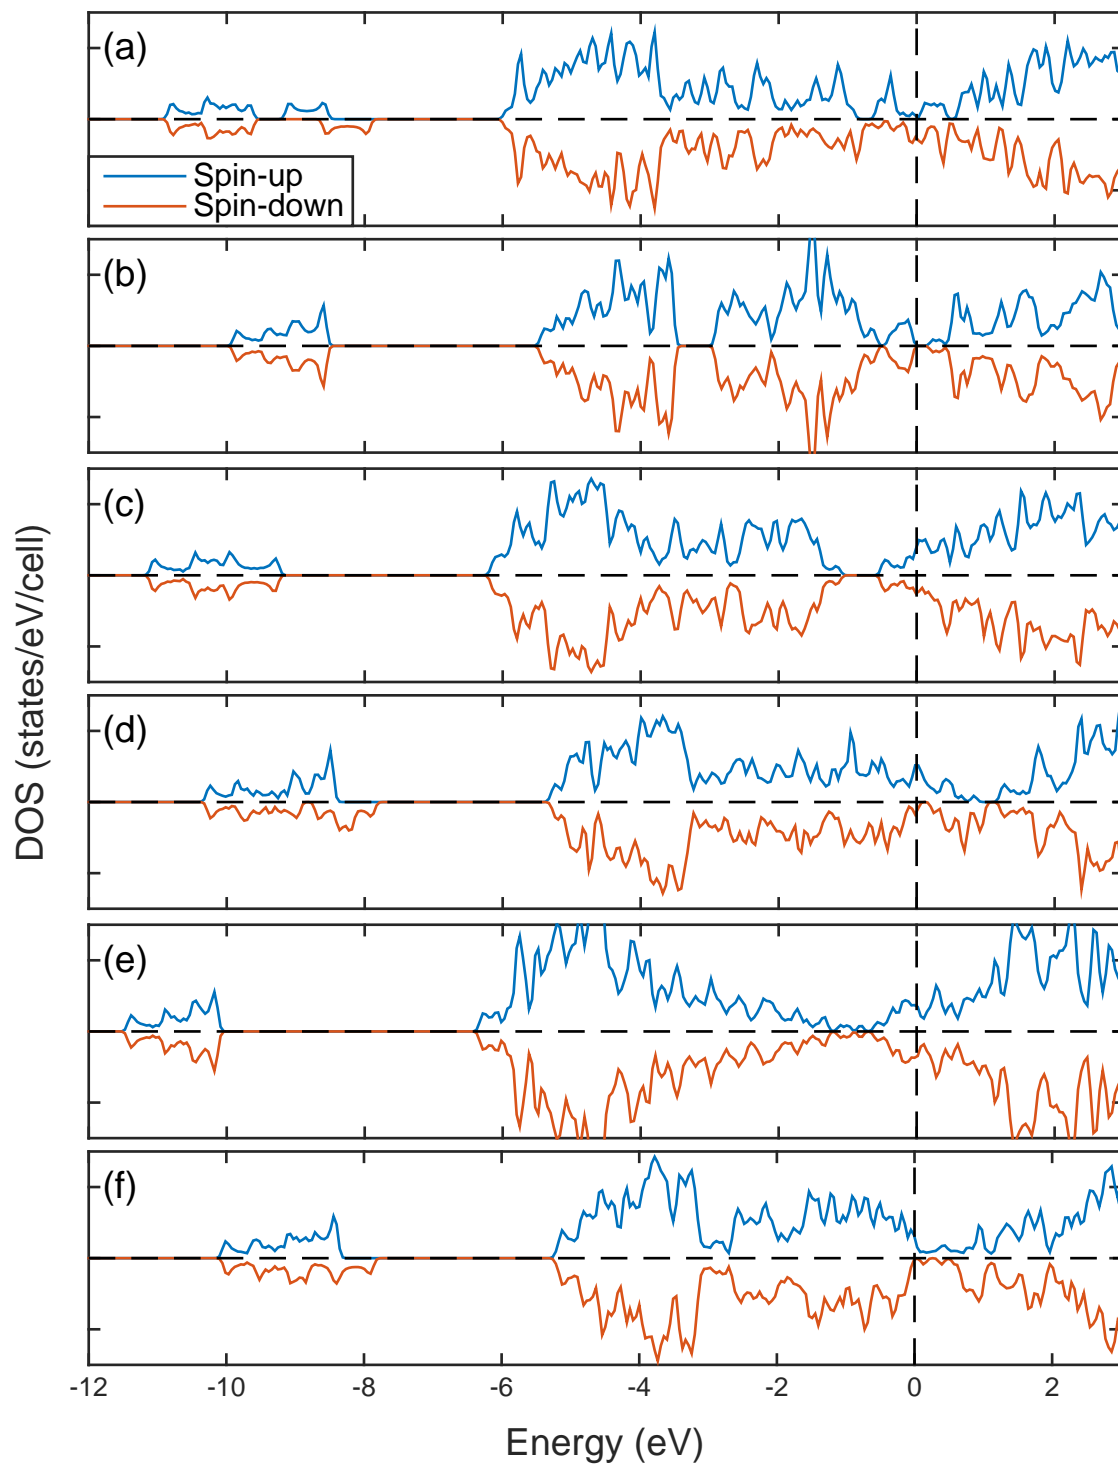 (a)
Spin-up
Spin-down
(b)
(c)
(d)
(e)
(f)
DOS (states/eV/cell)
-12 -10 -8 -6 -4 -2 0 2
Energy (eV)